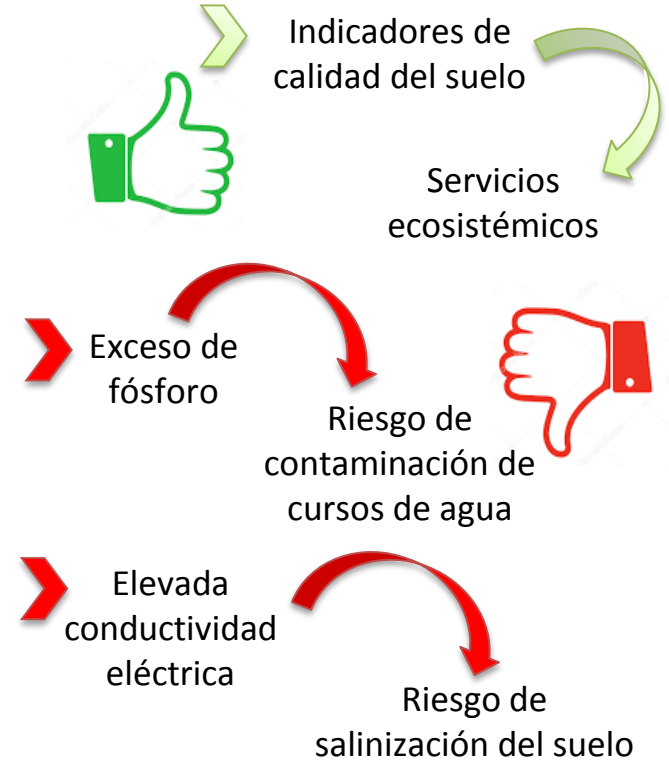 Indicadores de
calidad del suelo
Servicios
ecosistémicos
Exceso de
fósforo
Riesgo de
contaminación de
cursos de agua
Elevada
conductividad
eléctrica
Riesgo de
salinización del suelo